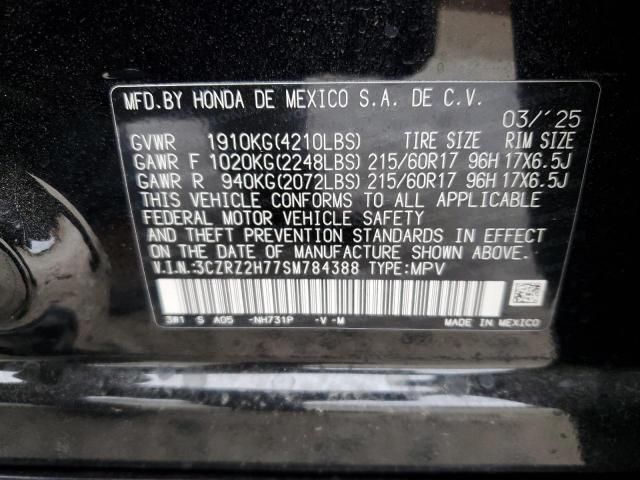 MFD.BY HONDA DE MEXICO S.A. DE C.V.
03/'25
GVWR 1910KG(4210LBS) TIRE SIZE RIM SIZE
GAWR F 1020KG(2248LBS) 215/60R17 96H 17X6.5J
GAWR R 940KG(2072LBS) 215/60R17 96H 17X6.5J
THIS VEHICLE CONFORMS TO ALL APPLICABLE
FEDERAL MOTOR VEHICLE SAFETY
AND THEFT PREVENTION STANDARDS IN EFFECT
ON THE DATE OF MANUFACTURE SHOWN ABOVE.
V.I.N.:3CZRZ2H77SM784388 TYPE:MPV
3W1 S A05 -NH731P -V-M
MADE IN MEXICO